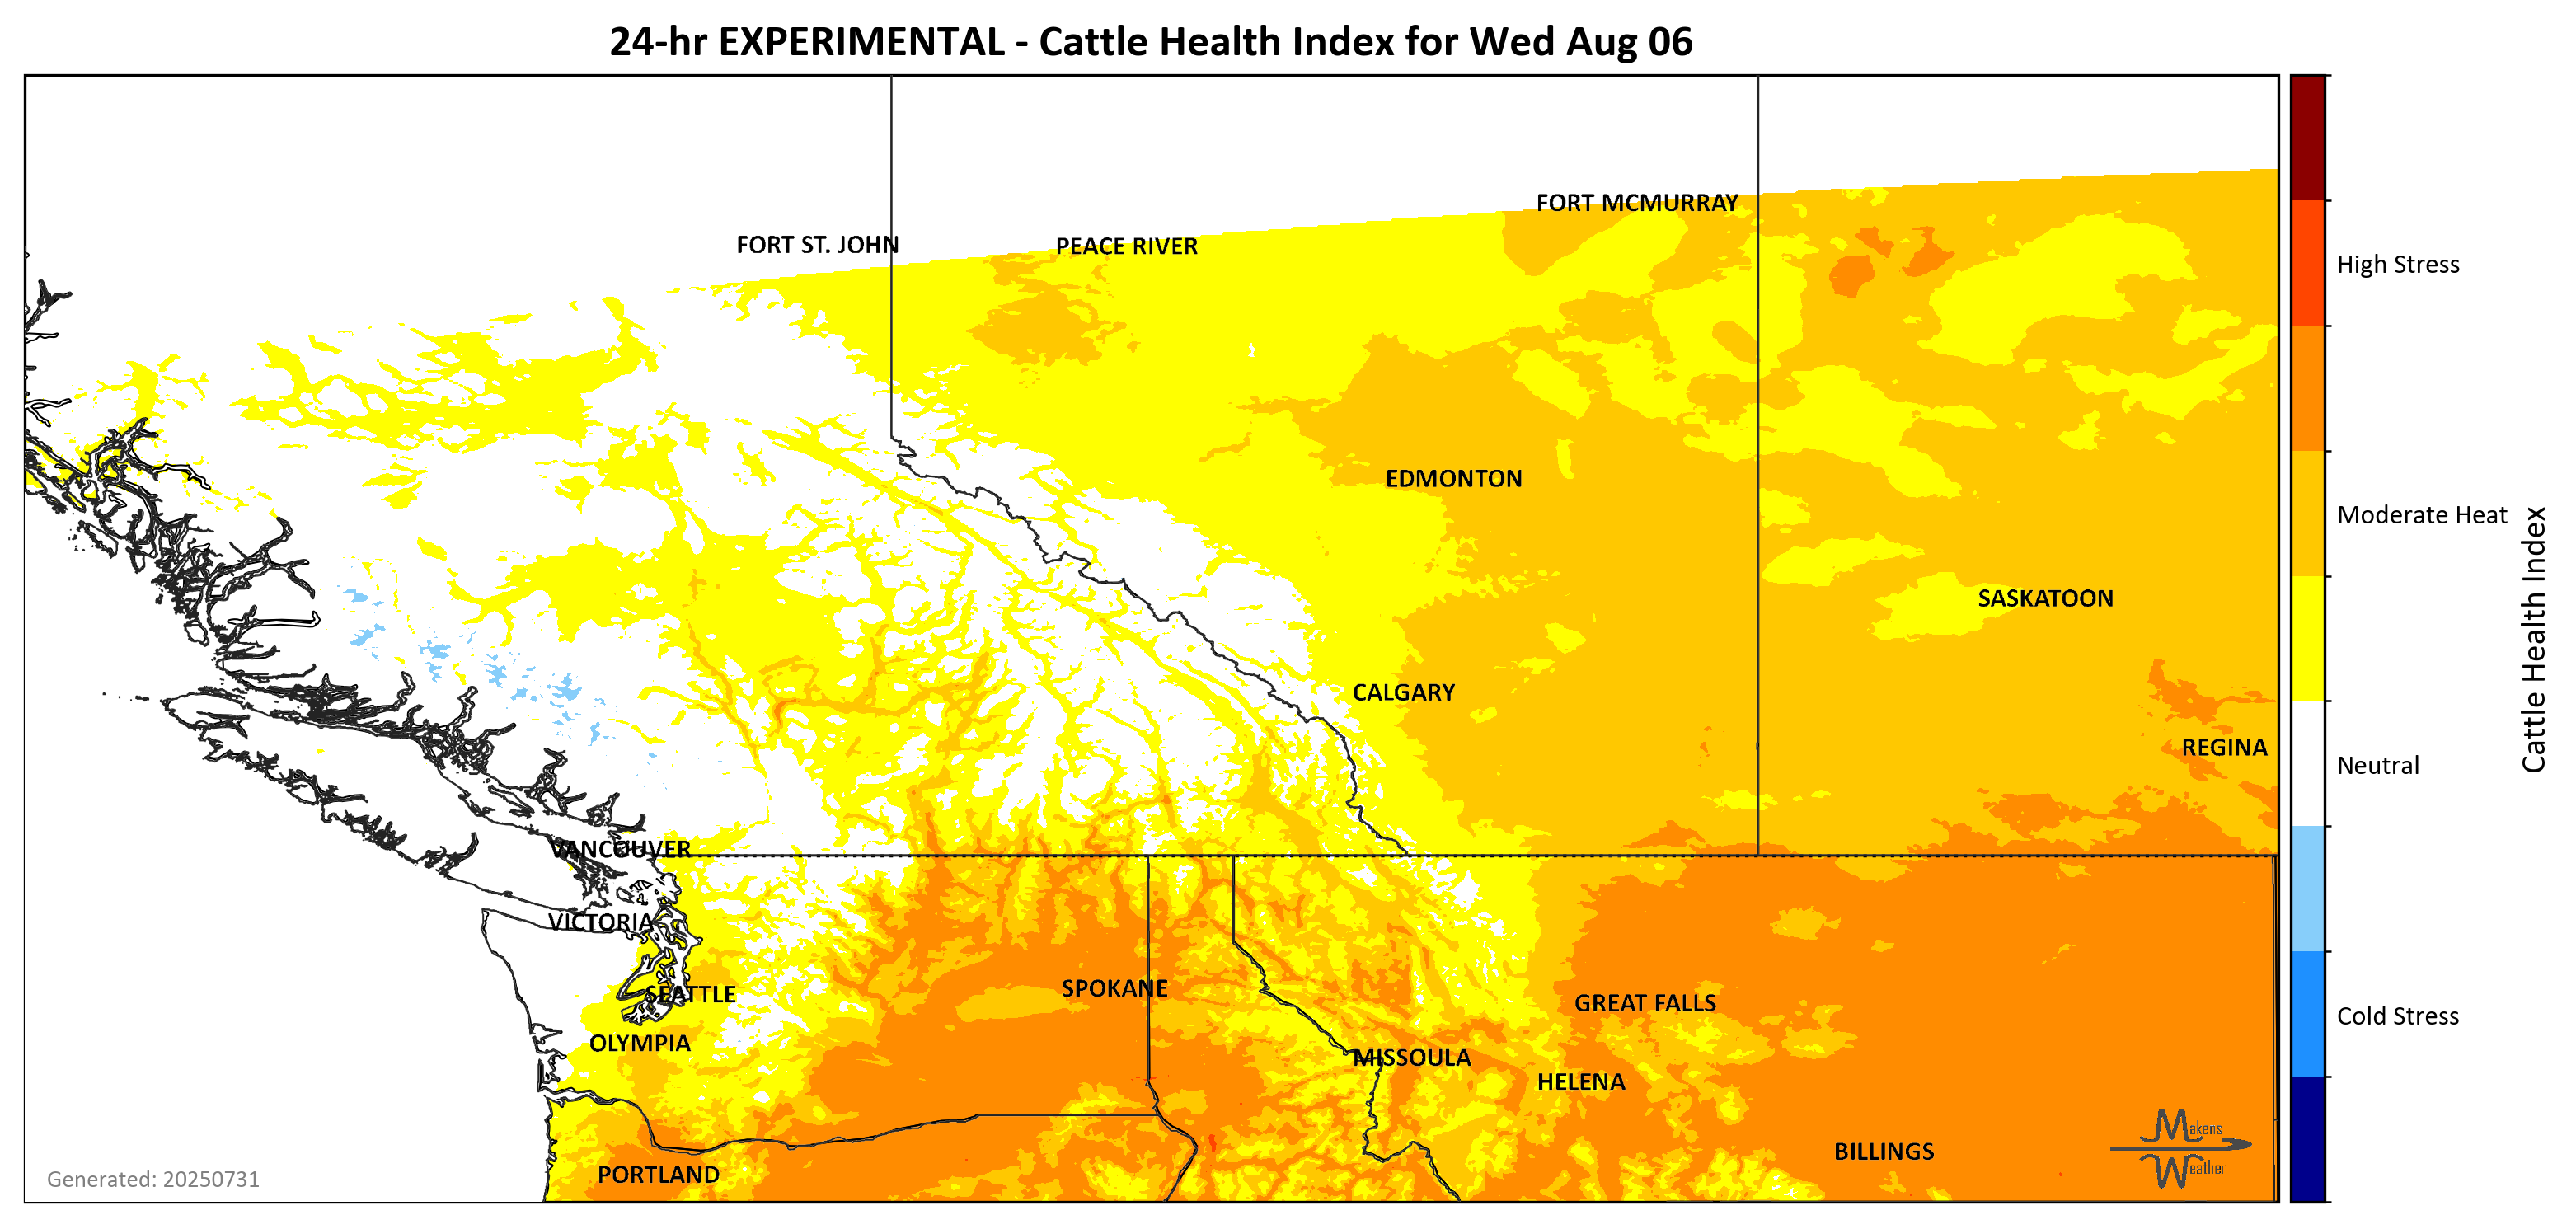 24-hr EXPERIMENTAL - Cattle Health Index for Wed Aug 06
FORT MCMURRAY
FORT ST. JOHN
PEACE RIVER
High Stress
EDMONTON
Moderate Heat
SASKATOON
CALGARY
REGINA
Neutral
Cattle Health Index
VANCOUVER
VICTORIA
SPOKANE
SEATTLE
GREAT FALLS
Cold Stress
OLYMPIA
MISSOULA
HELENA
Makens
Weather
BILLINGS
PORTLAND
Generated: 20250731